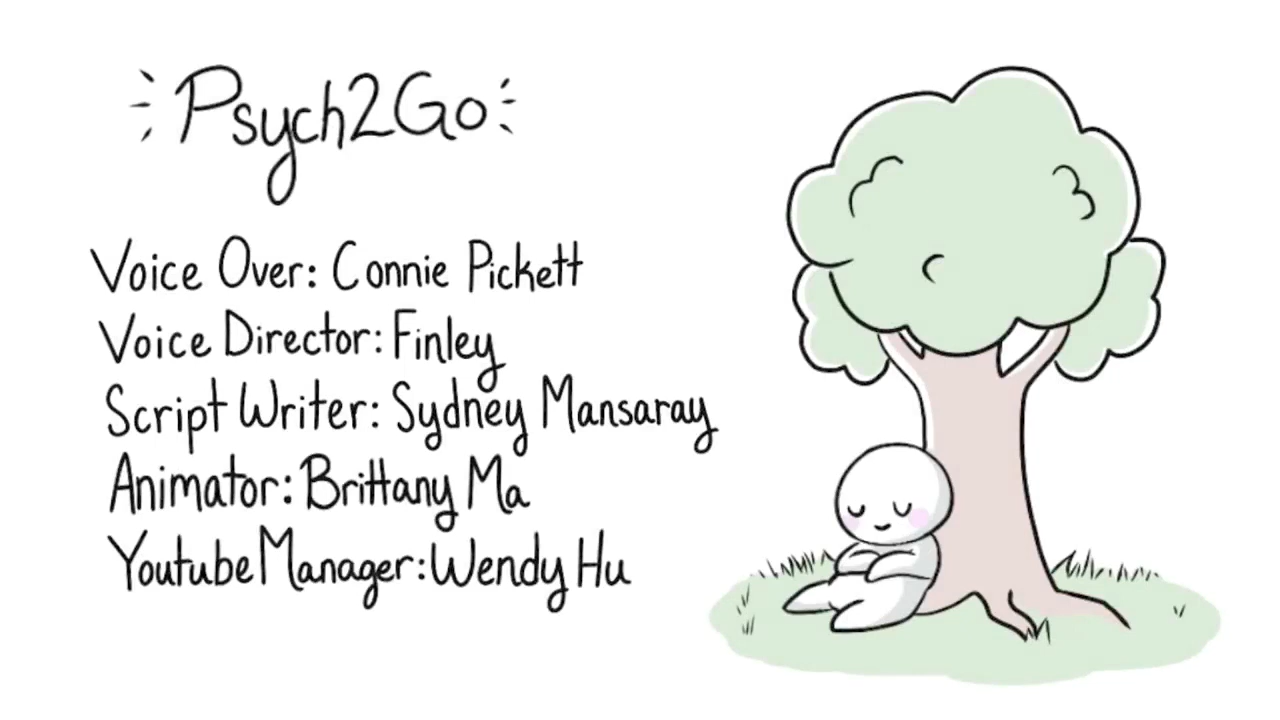 Psych2Go
Voice Over: Connie Pickett
Voice Director: Finley
Script Writer: Sydney Mansaray
Animator: Brittany Ma
Youtube Manager: Wendy Hu